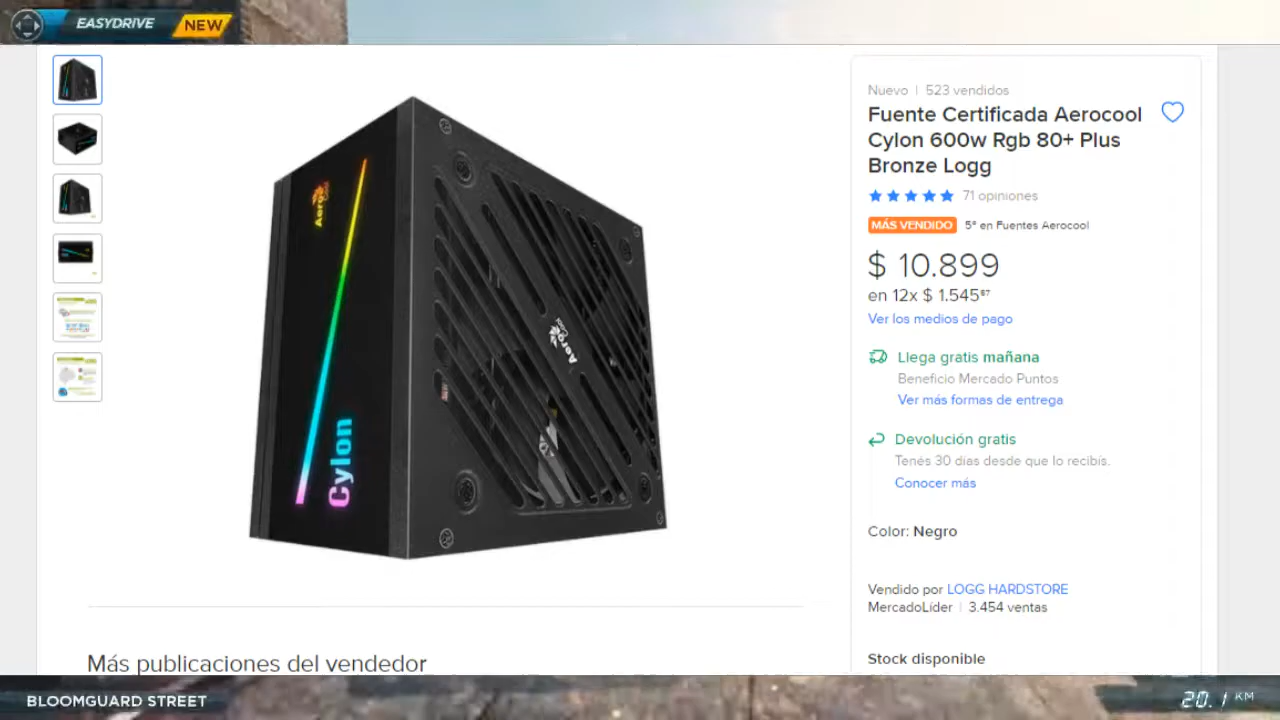 EASYDRIVE NEW
Nuevo | 523 vendidos
Fuente Certificada Aerocool
Cylon 600w Rgb 80+ Plus
Bronze Logg
71 opiniones
MÁS VENDIDO 5º en Fuentes Aerocool
$ 10.899
en 12x $ 1.545⁶⁷
Ver los medios de pago
Llega gratis mañana
Beneficio Mercado Puntos
Ver más formas de entrega
Devolución gratis
Tenés 30 días desde que lo recibís.
Conocer más
Color: Negro
Vendido por LOGG HARDSTORE
MercadoLíder | 3.454 ventas
Stock disponible
Aerocool
Cylon
Aerocool
Más publicaciones del vendedor
BLOOMGUARD STREET
20.1 KM